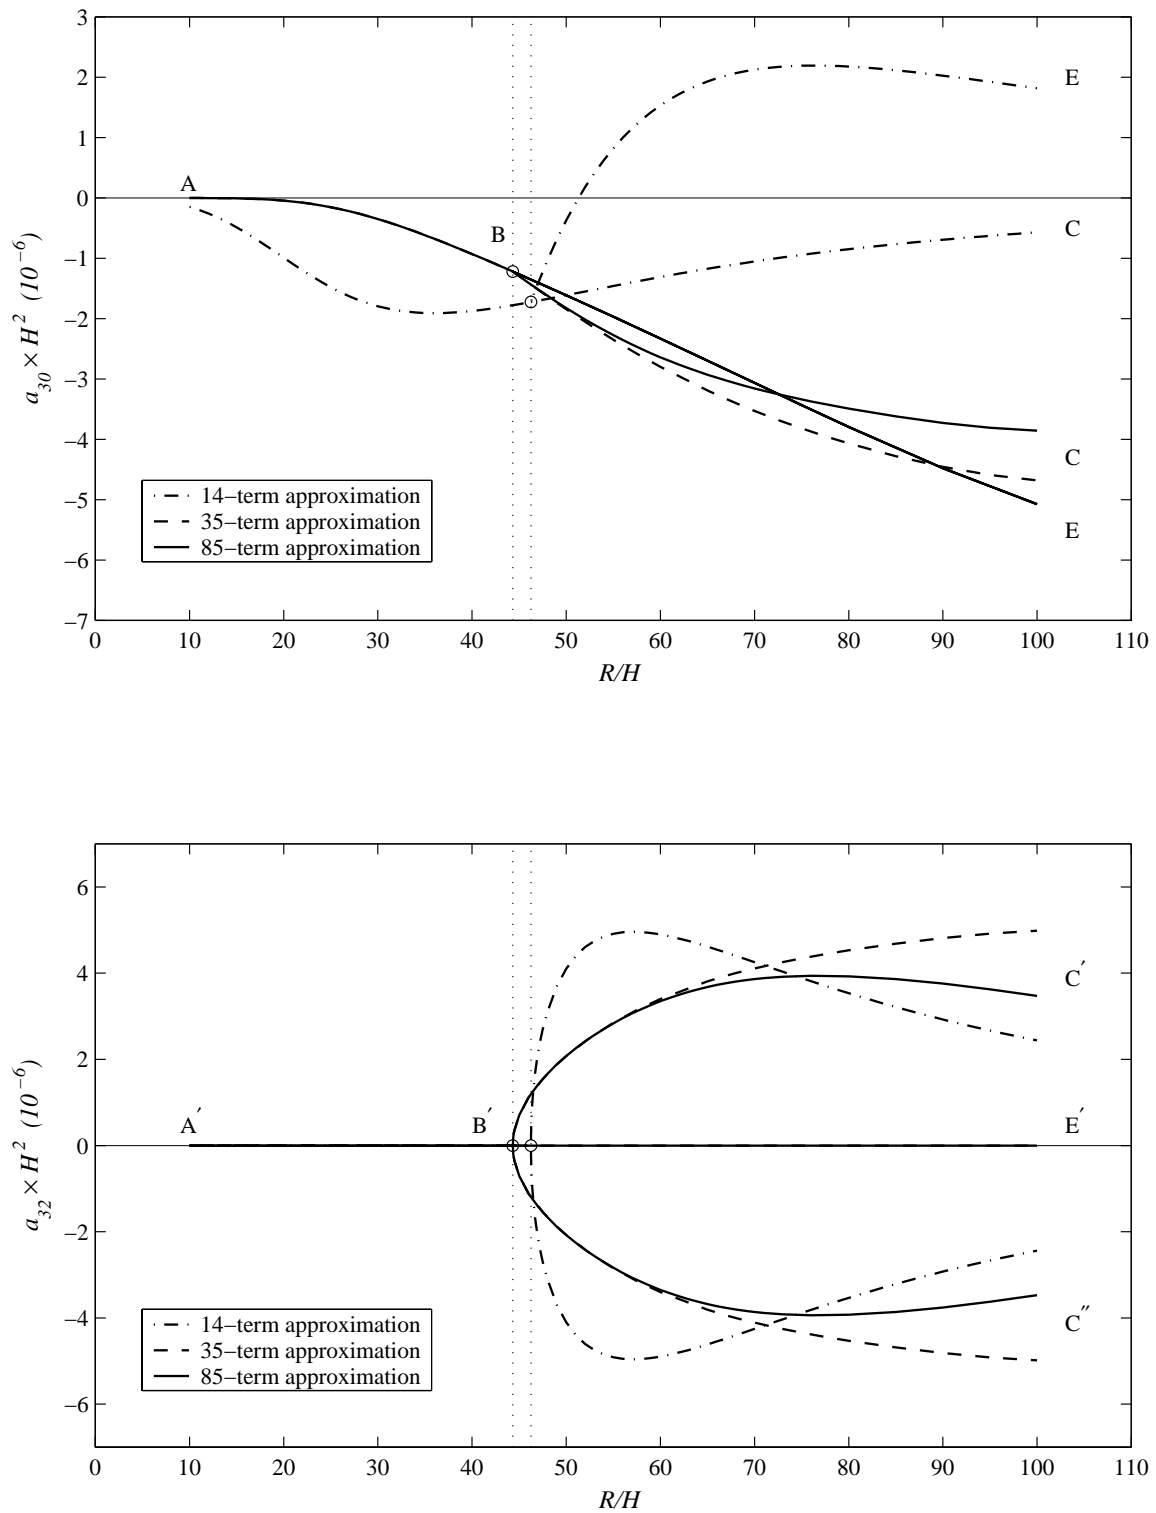 3
2
1
0
−1
−2
−3
−4
−5
−6
−7
a₃₀ × H² (10⁻⁶)
A
B
E
C
C
E
14−term approximation
35−term approximation
85−term approximation
0 10 20 30 40 50 60 70 80 90 100 110
R/H
6
4
2
0
−2
−4
−6
a₃₂ × H² (10⁻⁶)
A′
B′
C′
E′
C″
14−term approximation
35−term approximation
85−term approximation
0 10 20 30 40 50 60 70 80 90 100 110
R/H